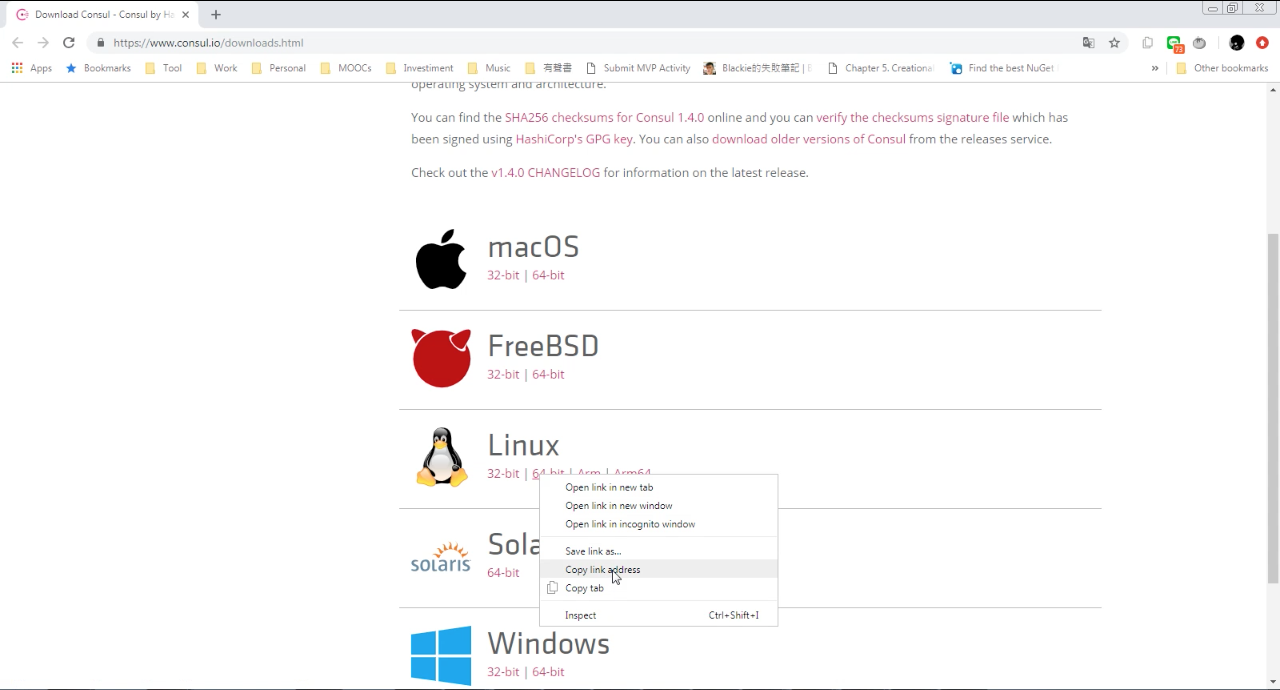 Download Consul - Consul by Ha
https://www.consul.io/downloads.html
73
Apps Bookmarks Tool Work Personal MOOCs Investiment Music 有聲書 Submit MVP Activity Blackie的失敗筆記 | Chapter 5. Creationa Find the best NuGet » Other bookmarks
operating system and architecture.
You can find the SHA256 checksums for Consul 1.4.0 online and you can verify the checksums signature file which has
been signed using HashiCorp's GPG key. You can also download older versions of Consul from the releases service.
Check out the v1.4.0 CHANGELOG for information on the latest release.
macOS
32-bit | 64-bit
FreeBSD
32-bit | 64-bit
Linux
32-bit | 64-bit | Arm | Arm64
Open link in new tab
Open link in new window
Open link in incognito window
Save link as...
Copy link address
Copy tab
Inspect Ctrl+Shift+I
solaris
Sola
64-bit
Windows
32-bit | 64-bit